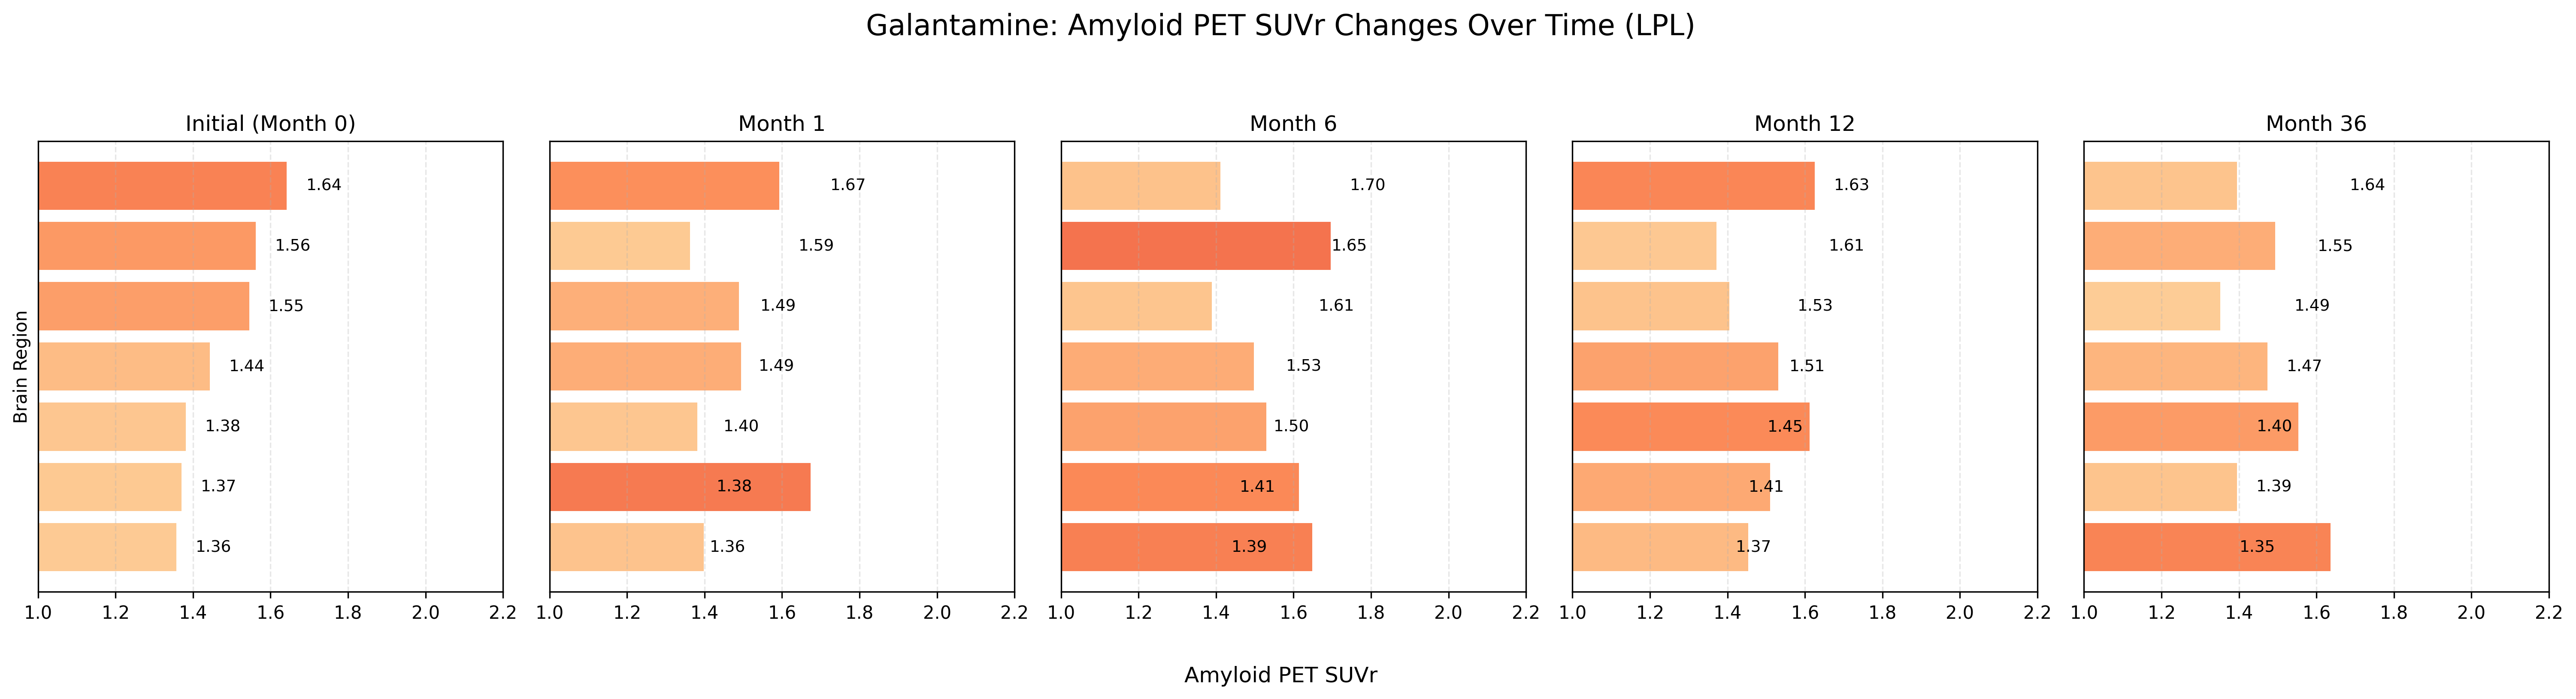 Galantamine: Amyloid PET SUVr Changes Over Time (LPL)
Initial (Month 0)
Brain Region
1.64
1.56
1.55
1.44
1.38
1.37
1.36
1.0 1.2 1.4 1.6 1.8 2.0 2.2
Month 1
1.67
1.59
1.49
1.49
1.40
1.38
1.36
1.0 1.2 1.4 1.6 1.8 2.0 2.2
Month 6
1.70
1.65
1.61
1.53
1.50
1.41
1.39
1.0 1.2 1.4 1.6 1.8 2.0 2.2
Month 12
1.63
1.61
1.53
1.51
1.45
1.41
1.37
1.0 1.2 1.4 1.6 1.8 2.0 2.2
Month 36
1.64
1.55
1.49
1.47
1.40
1.39
1.35
1.0 1.2 1.4 1.6 1.8 2.0 2.2
Amyloid PET SUVr